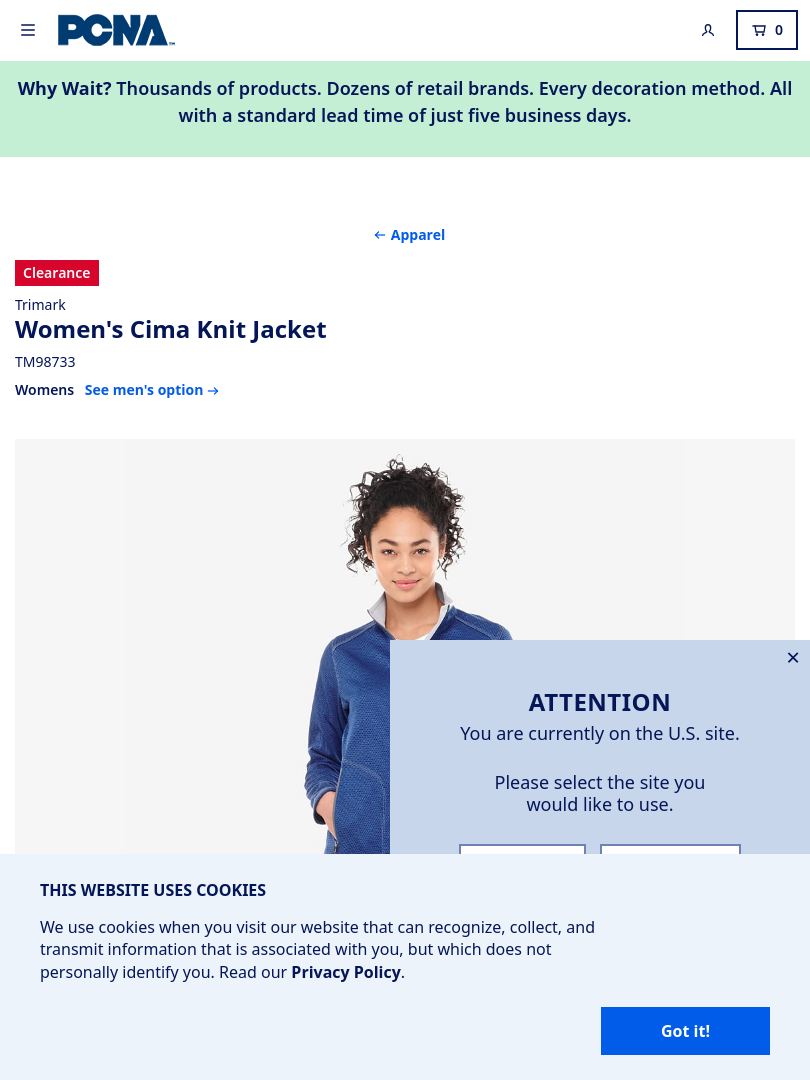 PCNA
0
Why Wait? Thousands of products. Dozens of retail brands. Every decoration method. All
with a standard lead time of just five business days.
← Apparel
Clearance
Trimark
Women's Cima Knit Jacket
TM98733
Womens See men's option →
ATTENTION
You are currently on the U.S. site.
Please select the site you
would like to use.
THIS WEBSITE USES COOKIES
We use cookies when you visit our website that can recognize, collect, and
transmit information that is associated with you, but which does not
personally identify you. Read our Privacy Policy.
Got it!